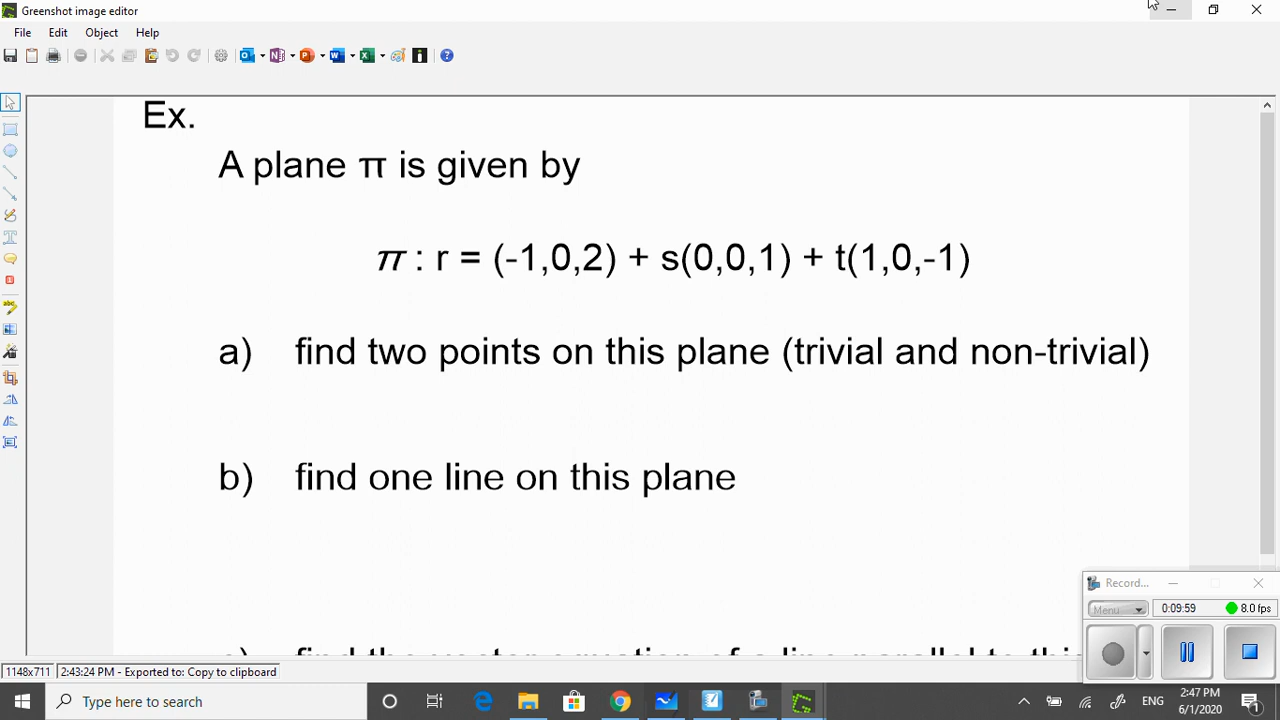 Greenshot image editor
File Edit Object Help
Ex.
A plane π is given by
π : r = (-1,0,2) + s(0,0,1) + t(1,0,-1)
a) find two points on this plane (trivial and non-trivial)
b) find one line on this plane
Record...
Menu 0:09:59 8.0 fps
1148x711 2:43:24 PM - Exported to: Copy to clipboard
Type here to search
ENG
2:47 PM
6/1/2020